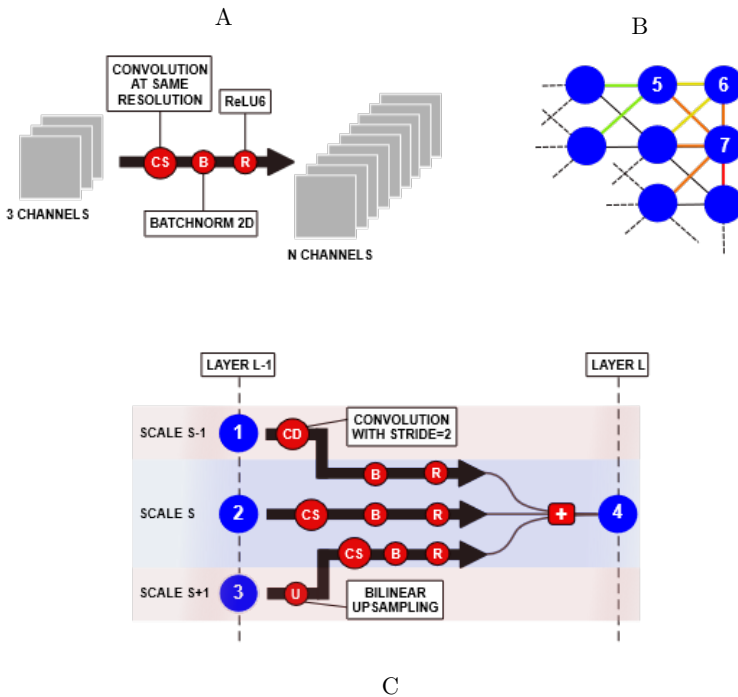 A
B
CONVOLUTION
AT SAME
RESOLUTION
ReLU6
CS
B
R
3 CHANNELS
BATCHNORM 2D
N CHANNELS
5
6
7
LAYER L-1
LAYER L
SCALE S-1
1
CD
CONVOLUTION
WITH STRIDE=2
B
R
SCALE S
2
CS
B
R
+
4
CS
B
R
SCALE S+1
3
U
BILINEAR
UPSAMPLING
C